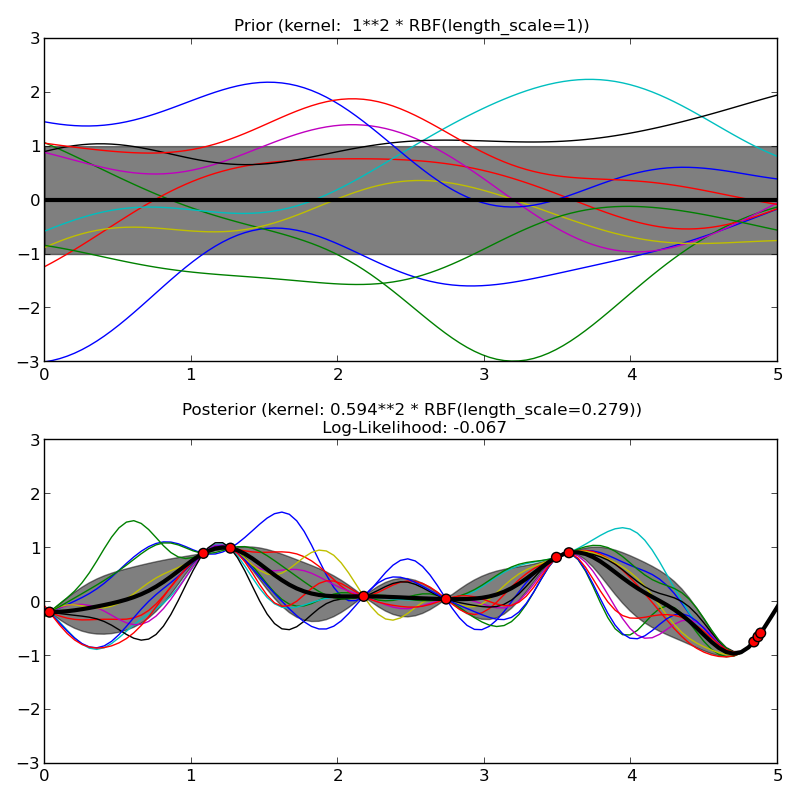 Prior (kernel:  1**2 * RBF(length_scale=1))
3
2
1
0
−1
−2
−3
0 1 2 3 4 5
Posterior (kernel: 0.594**2 * RBF(length_scale=0.279))
Log-Likelihood: -0.067
3
2
1
0
−1
−2
−3
0 1 2 3 4 5